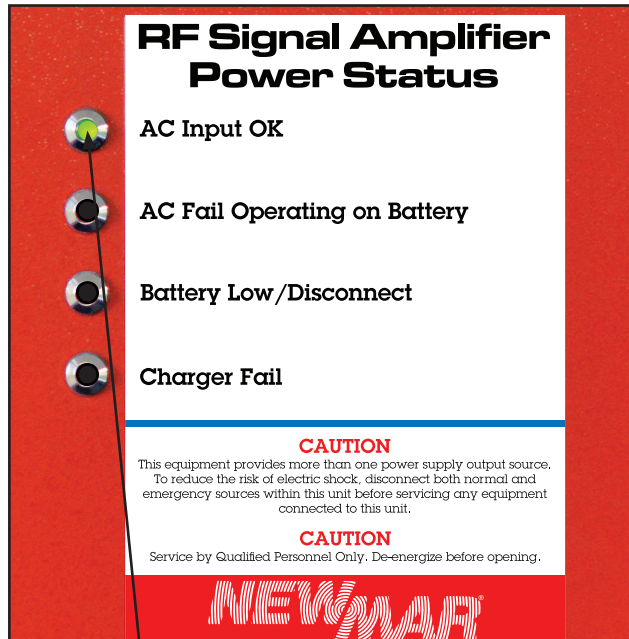 RF Signal Amplifier
Power Status
AC Input OK
AC Fail Operating on Battery
Battery Low/Disconnect
Charger Fail
CAUTION
This equipment provides more than one power supply output source.
To reduce the risk of electric shock, disconnect both normal and
emergency sources within this unit before servicing any equipment
connected to this unit.
CAUTION
Service by Qualified Personnel Only. De-energize before opening.
NEWMAR®